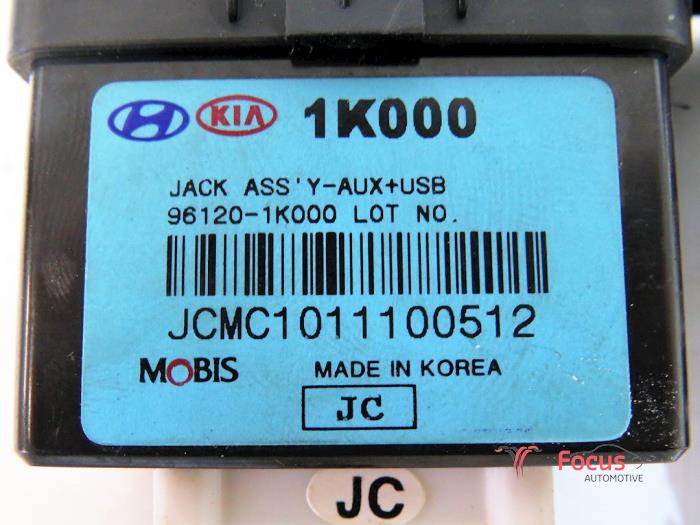 KIA 1K000
JACK ASS'Y-AUX+USB
96120-1K000 LOT NO.
JCMC1011100512
MOBIS MADE IN KOREA
JC
JC
Focus
AUTOMOTIVE